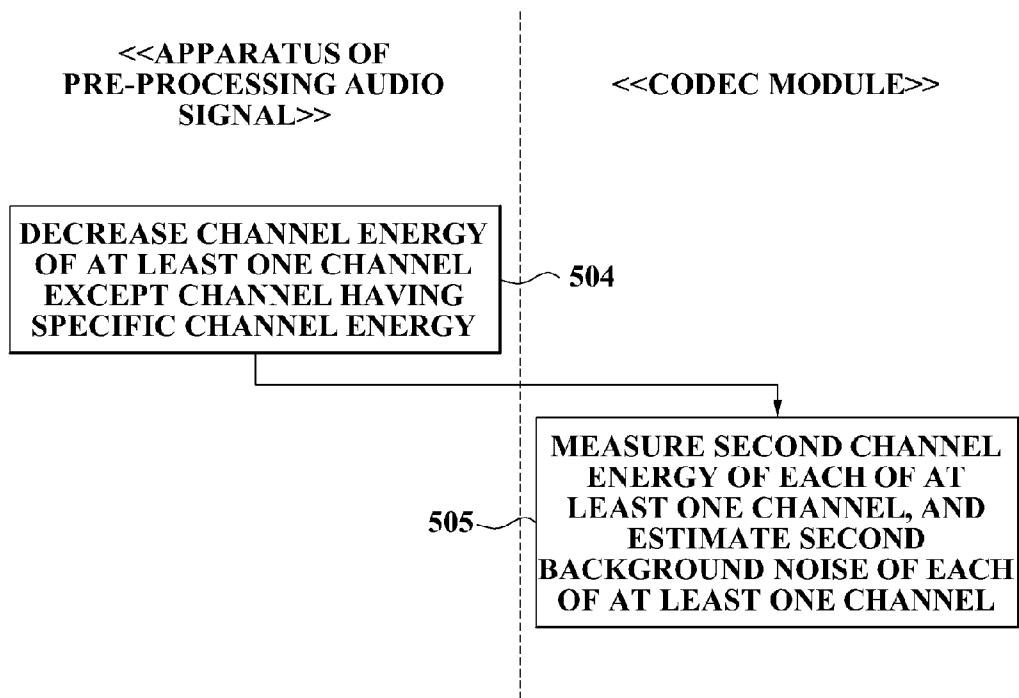 <<APPARATUS OF
PRE-PROCESSING AUDIO
SIGNAL>>
<<CODEC MODULE>>
DECREASE CHANNEL ENERGY
OF AT LEAST ONE CHANNEL
EXCEPT CHANNEL HAVING
SPECIFIC CHANNEL ENERGY
504
MEASURE SECOND CHANNEL
ENERGY OF EACH OF AT
LEAST ONE CHANNEL, AND
ESTIMATE SECOND
BACKGROUND NOISE OF EACH
OF AT LEAST ONE CHANNEL
505